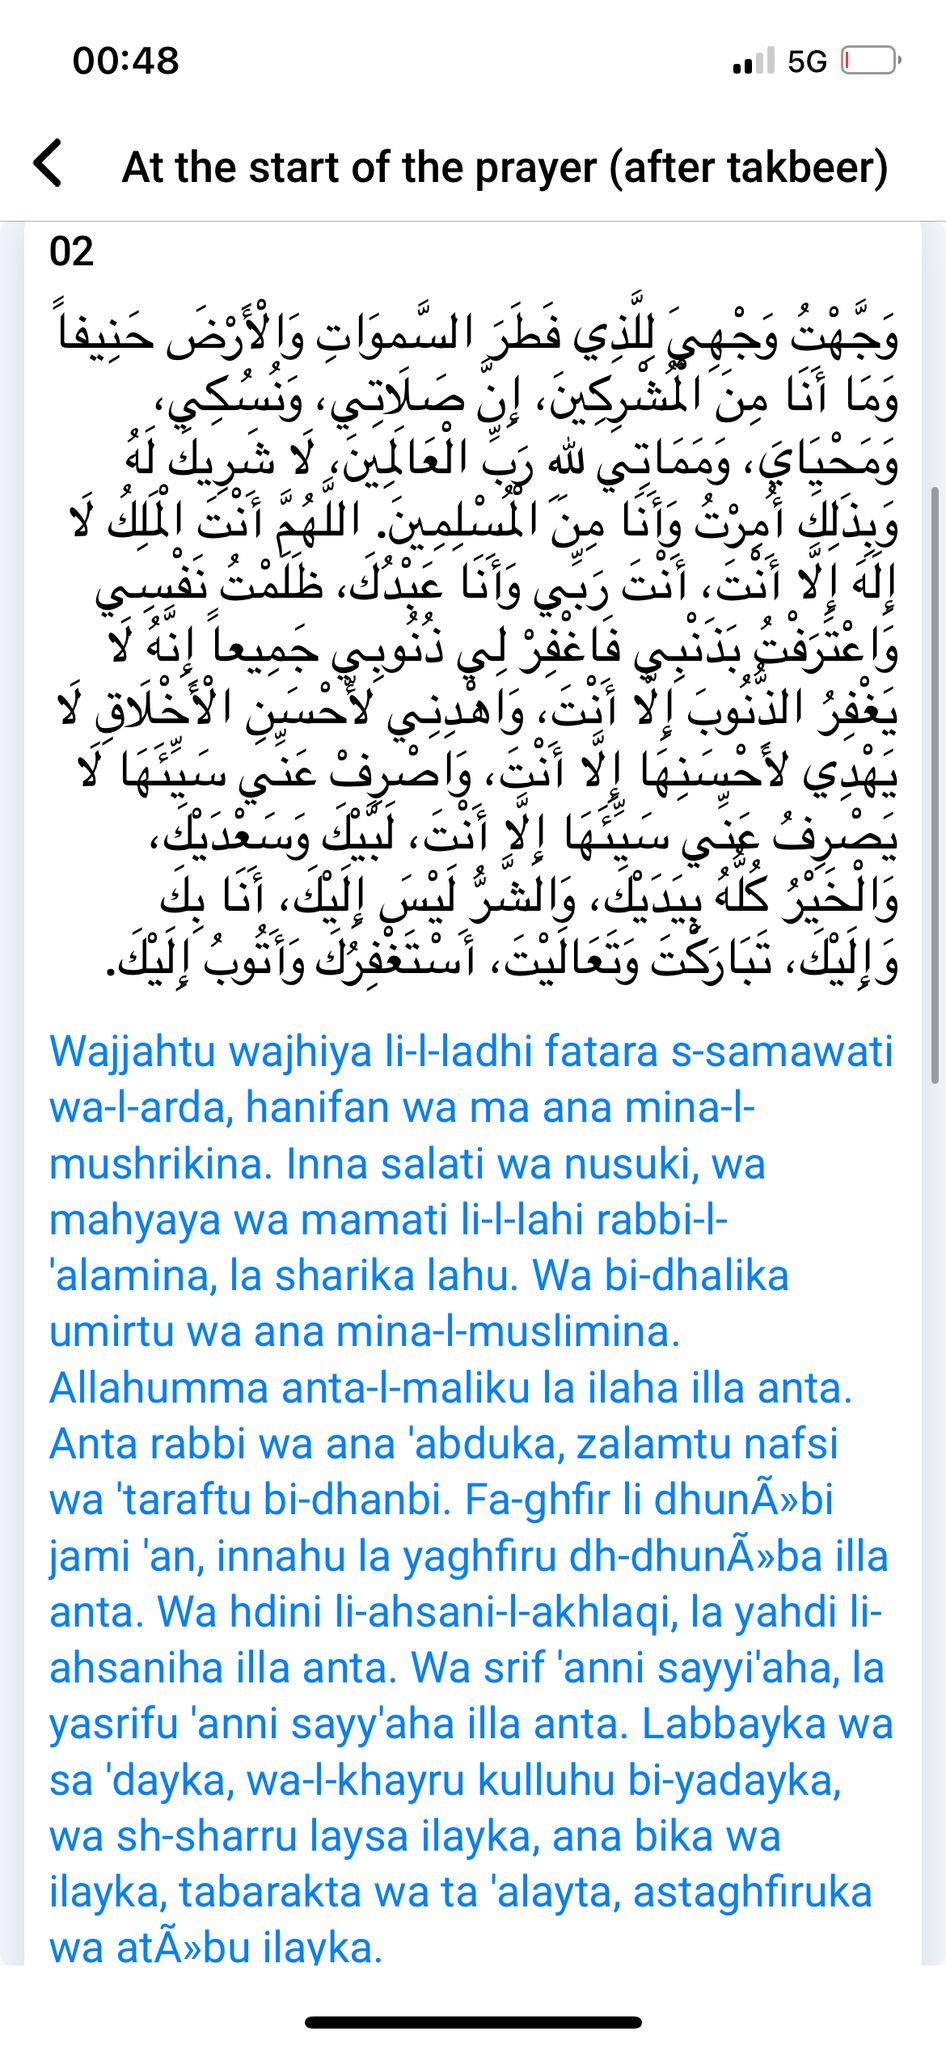 00:48
5G
At the start of the prayer (after takbeer)
02
وَجَّهْتُ وَجْهِيَ لِلَّذِي فَطَرَ السَّموَاتِ وَالْأَرْضَ حَنِيفاً
وَمَا أَنَا مِنَ الْمُشْرِكِينَ، إِنَّ صَلَاتِي، وَنُسُكِي،
وَمَحْيَايَ، وَمَمَاتِي لله رَبِّ الْعَالَمِينَ، لَا شَرِيكَ لَهُ
وَبِذَلِكَ أُمِرْتُ وَأَنَا مِنَ الْمُسْلِمِينَ. اللَّهُمَّ أَنْتَ الْمَلِكُ لَا
إِلَهَ إِلَّا أَنْتَ، أَنْتَ رَبِّي وَأَنَا عَبْدُكَ، ظَلَمْتُ نَفْسِي
وَاعْتَرَفْتُ بَذَنْبِي فَاغْفِرْ لِي ذُنُوبِي جَمِيعاً إِنَّهُ لَا
يَغْفِرُ الذُّنُوبَ إِلَّا أَنْتَ، وَاهْدِنِي لأَحْسَنِ الْأَخْلَاقِ لَا
يَهْدِي لأَحْسَنِهَا إِلَّا أَنْتَ، وَاصْرِفْ عَنِّي سَيِّئَهَا لَا
يَصْرِفُ عَنِّي سَيِّئَهَا إِلَّا أَنْتَ، لَبَّيْكَ وَسَعْدَيْكَ،
وَالْخَيْرُ كُلُّهُ بِيَدَيْكَ، وَالشَّرُّ لَيْسَ إِلَيْكَ، أَنَا بِكَ
وَإِلَيْكَ، تَبَارَكْتَ وَتَعَالَيْتَ، أَسْتَغْفِرُكَ وَأَتُوبُ إِلَيْكَ.
Wajjahtu wajhiya li-l-ladhi fatara s-samawati
wa-l-arda, hanifan wa ma ana mina-l-
mushrikina. Inna salati wa nusuki, wa
mahyaya wa mamati li-l-lahi rabbi-l-
'alamina, la sharika lahu. Wa bi-dhalika
umirtu wa ana mina-l-muslimina.
Allahumma anta-l-maliku la ilaha illa anta.
Anta rabbi wa ana 'abduka, zalamtu nafsi
wa 'taraftu bi-dhanbi. Fa-ghfir li dhunÃ»bi
jami 'an, innahu la yaghfiru dh-dhunÃ»ba illa
anta. Wa hdini li-ahsani-l-akhlaqi, la yahdi li-
ahsaniha illa anta. Wa srif 'anni sayyi'aha, la
yasrifu 'anni sayy'aha illa anta. Labbayka wa
sa 'dayka, wa-l-khayru kulluhu bi-yadayka,
wa sh-sharru laysa ilayka, ana bika wa
ilayka, tabarakta wa ta 'alayta, astaghfiruka
wa atÃ»bu ilayka.